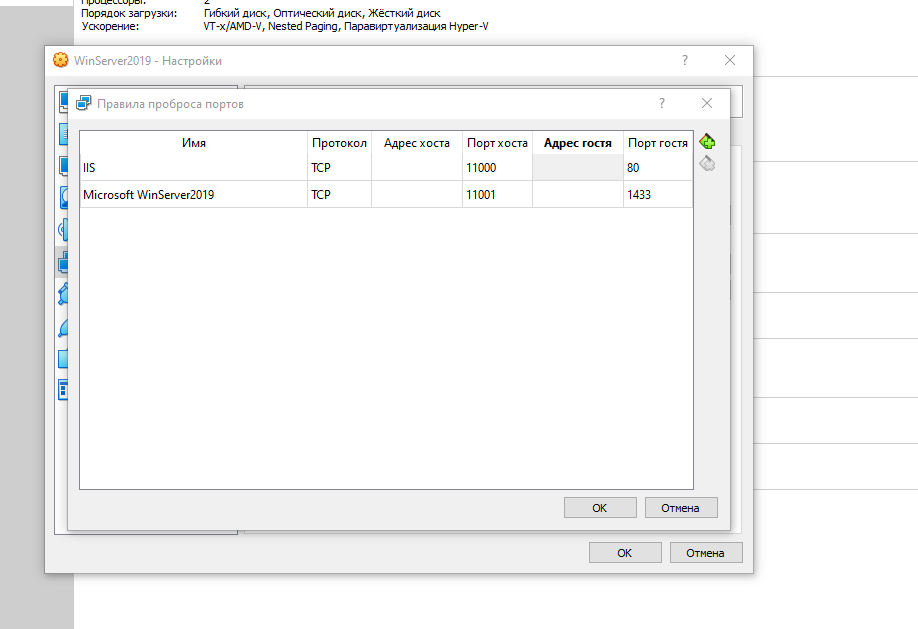 Процессоры: 2
Порядок загрузки: Гибкий диск, Оптический диск, Жёсткий диск
Ускорение: VT-x/AMD-V, Nested Paging, Паравиртуализация Hyper-V
WinServer2019 - Настройки ?
Правила проброса портов ?
Имя Протокол Адрес хоста Порт хоста Адрес гостя Порт гостя
IIS TCP 11000 80
Microsoft WinServer2019 TCP 11001 1433
OK Отмена
OK Отмена